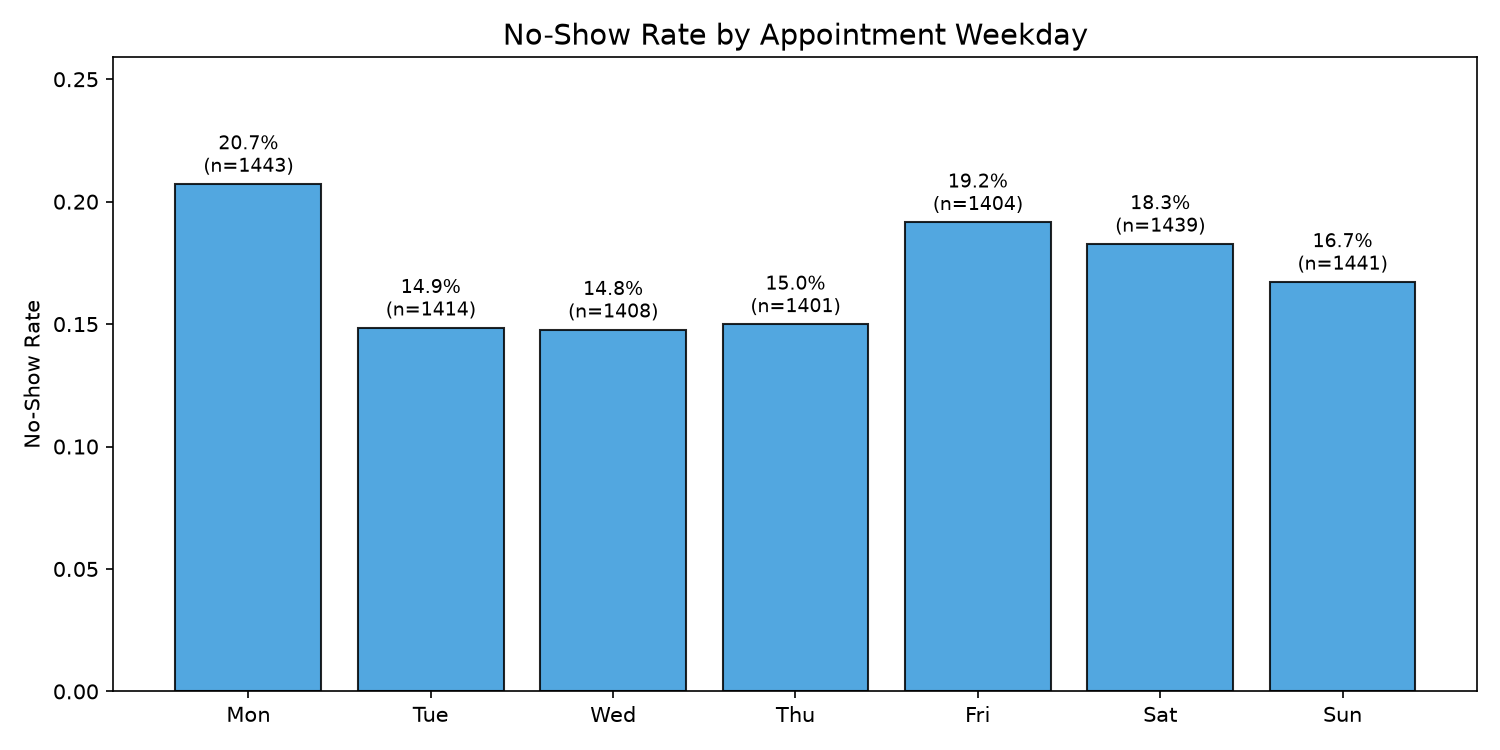 No-Show Rate by Appointment Weekday
0.25
0.20
0.15
0.10
0.05
0.00
No-Show Rate
20.7%
(n=1443)
14.9%
(n=1414)
14.8%
(n=1408)
15.0%
(n=1401)
19.2%
(n=1404)
18.3%
(n=1439)
16.7%
(n=1441)
Mon
Tue
Wed
Thu
Fri
Sat
Sun